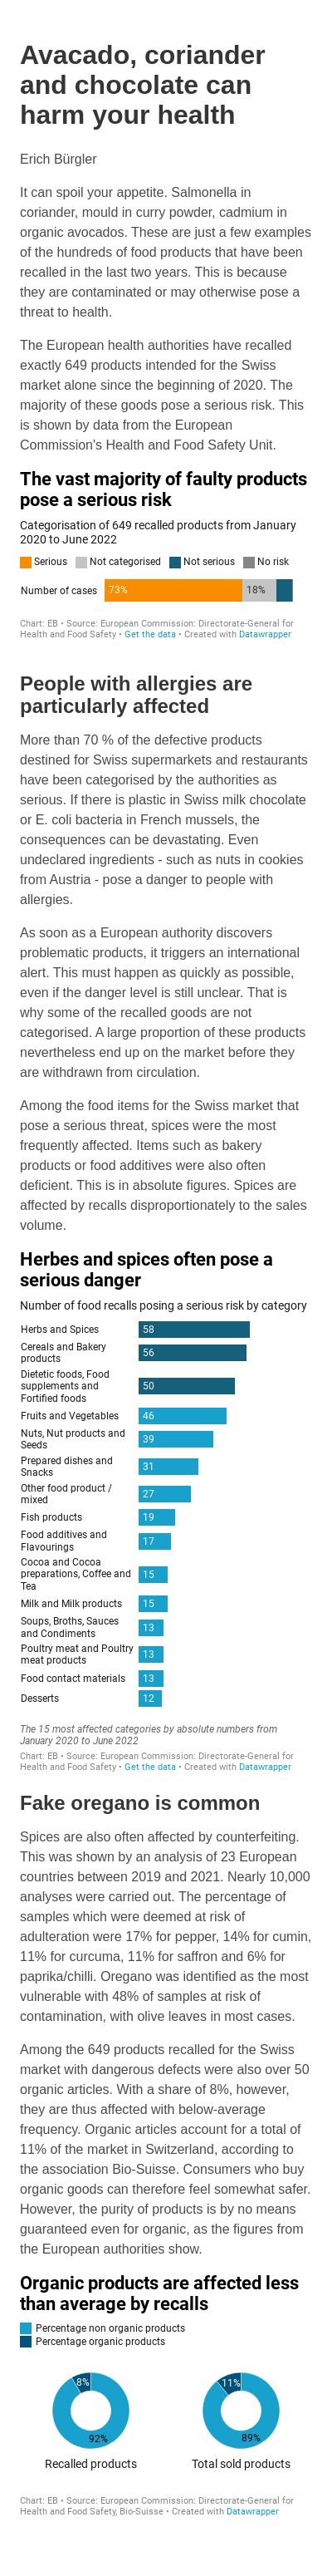 Avacado, coriander
and chocolate can
harm your health
Erich Bürgler
It can spoil your appetite. Salmonella in
coriander, mould in curry powder, cadmium in
organic avocados. These are just a few examples
of the hundreds of food products that have been
recalled in the last two years. This is because
they are contaminated or may otherwise pose a
threat to health.
The European health authorities have recalled
exactly 649 products intended for the Swiss
market alone since the beginning of 2020. The
majority of these goods pose a serious risk. This
is shown by data from the European
Commission's Health and Food Safety Unit.
The vast majority of faulty products
pose a serious risk
Categorisation of 649 recalled products from January
2020 to June 2022
Serious Not categorised Not serious No risk
Number of cases 73% 18%
Chart: EB • Source: European Commission: Directorate-General for
Health and Food Safety • Get the data • Created with Datawrapper
People with allergies are
particularly affected
More than 70 % of the defective products
destined for Swiss supermarkets and restaurants
have been categorised by the authorities as
serious. If there is plastic in Swiss milk chocolate
or E. coli bacteria in French mussels, the
consequences can be devastating. Even
undeclared ingredients - such as nuts in cookies
from Austria - pose a danger to people with
allergies.
As soon as a European authority discovers
problematic products, it triggers an international
alert. This must happen as quickly as possible,
even if the danger level is still unclear. That is
why some of the recalled goods are not
categorised. A large proportion of these products
nevertheless end up on the market before they
are withdrawn from circulation.
Among the food items for the Swiss market that
pose a serious threat, spices were the most
frequently affected. Items such as bakery
products or food additives were also often
deficient. This is in absolute figures. Spices are
affected by recalls disproportionately to the sales
volume.
Herbes and spices often pose a
serious danger
Number of food recalls posing a serious risk by category
Herbs and Spices 58
Cereals and Bakery
products 56
Dietetic foods, Food
supplements and
Fortified foods 50
Fruits and Vegetables 46
Nuts, Nut products and
Seeds 39
Prepared dishes and
Snacks 31
Other food product /
mixed 27
Fish products 19
Food additives and
Flavourings 17
Cocoa and Cocoa
preparations, Coffee and
Tea 15
Milk and Milk products 15
Soups, Broths, Sauces
and Condiments 13
Poultry meat and Poultry
meat products 13
Food contact materials 13
Desserts 12
The 15 most affected categories by absolute numbers from
January 2020 to June 2022
Chart: EB • Source: European Commission: Directorate-General for
Health and Food Safety • Get the data • Created with Datawrapper
Fake oregano is common
Spices are also often affected by counterfeiting.
This was shown by an analysis of 23 European
countries between 2019 and 2021. Nearly 10,000
analyses were carried out. The percentage of
samples which were deemed at risk of
adulteration were 17% for pepper, 14% for cumin,
11% for curcuma, 11% for saffron and 6% for
paprika/chilli. Oregano was identified as the most
vulnerable with 48% of samples at risk of
contamination, with olive leaves in most cases.
Among the 649 products recalled for the Swiss
market with dangerous defects were also over 50
organic articles. With a share of 8%, however,
they are thus affected with below-average
frequency. Organic articles account for a total of
11% of the market in Switzerland, according to
the association Bio-Suisse. Consumers who buy
organic goods can therefore feel somewhat safer.
However, the purity of products is by no means
guaranteed even for organic, as the figures from
the European authorities show.
Organic products are affected less
than average by recalls
Percentage non organic products
Percentage organic products
8% 11%
92% 89%
Recalled products Total sold products
Chart: EB • Source: European Commission: Directorate-General for
Health and Food Safety, Bio-Suisse • Created with Datawrapper